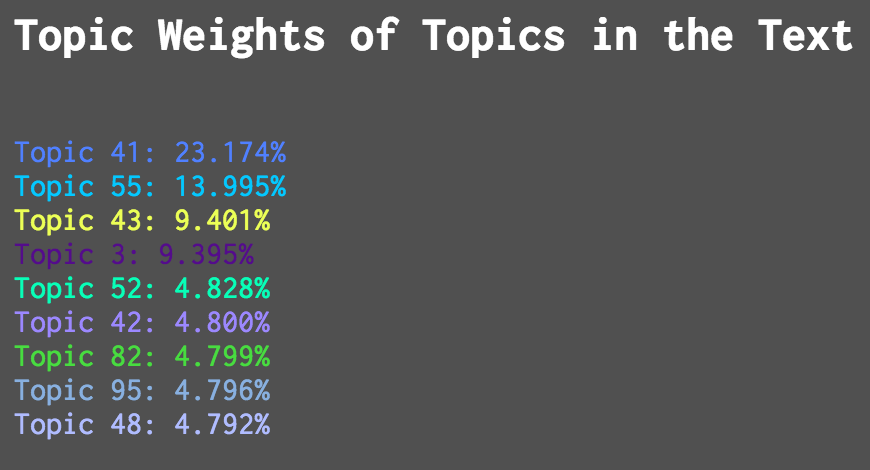 Topic Weights of Topics in the Text
Topic 41: 23.174%
Topic 55: 13.995%
Topic 43: 9.401%
Topic 3: 9.395%
Topic 52: 4.828%
Topic 42: 4.800%
Topic 82: 4.799%
Topic 95: 4.796%
Topic 48: 4.792%